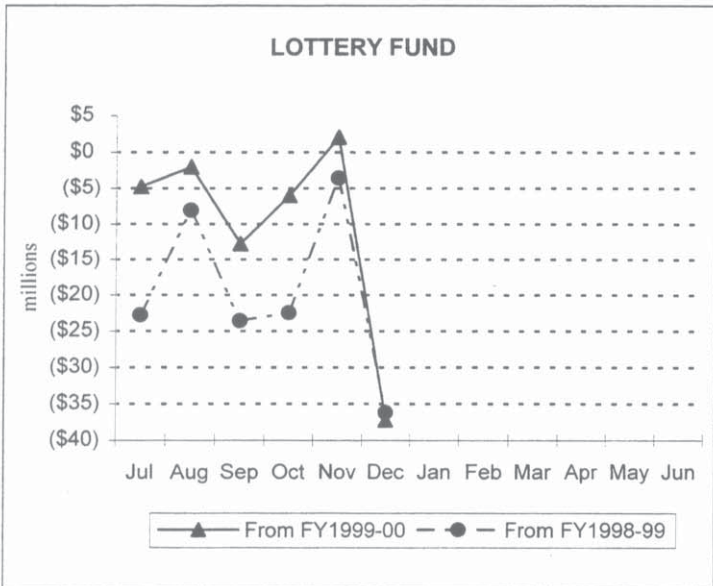 LOTTERY FUND
$5
$0
($5)
($10)
($15)
($20)
($25)
($30)
($35)
($40)
millions
Jul Aug Sep Oct Nov Dec Jan Feb Mar Apr May Jun
From FY1999-00 From FY1998-99